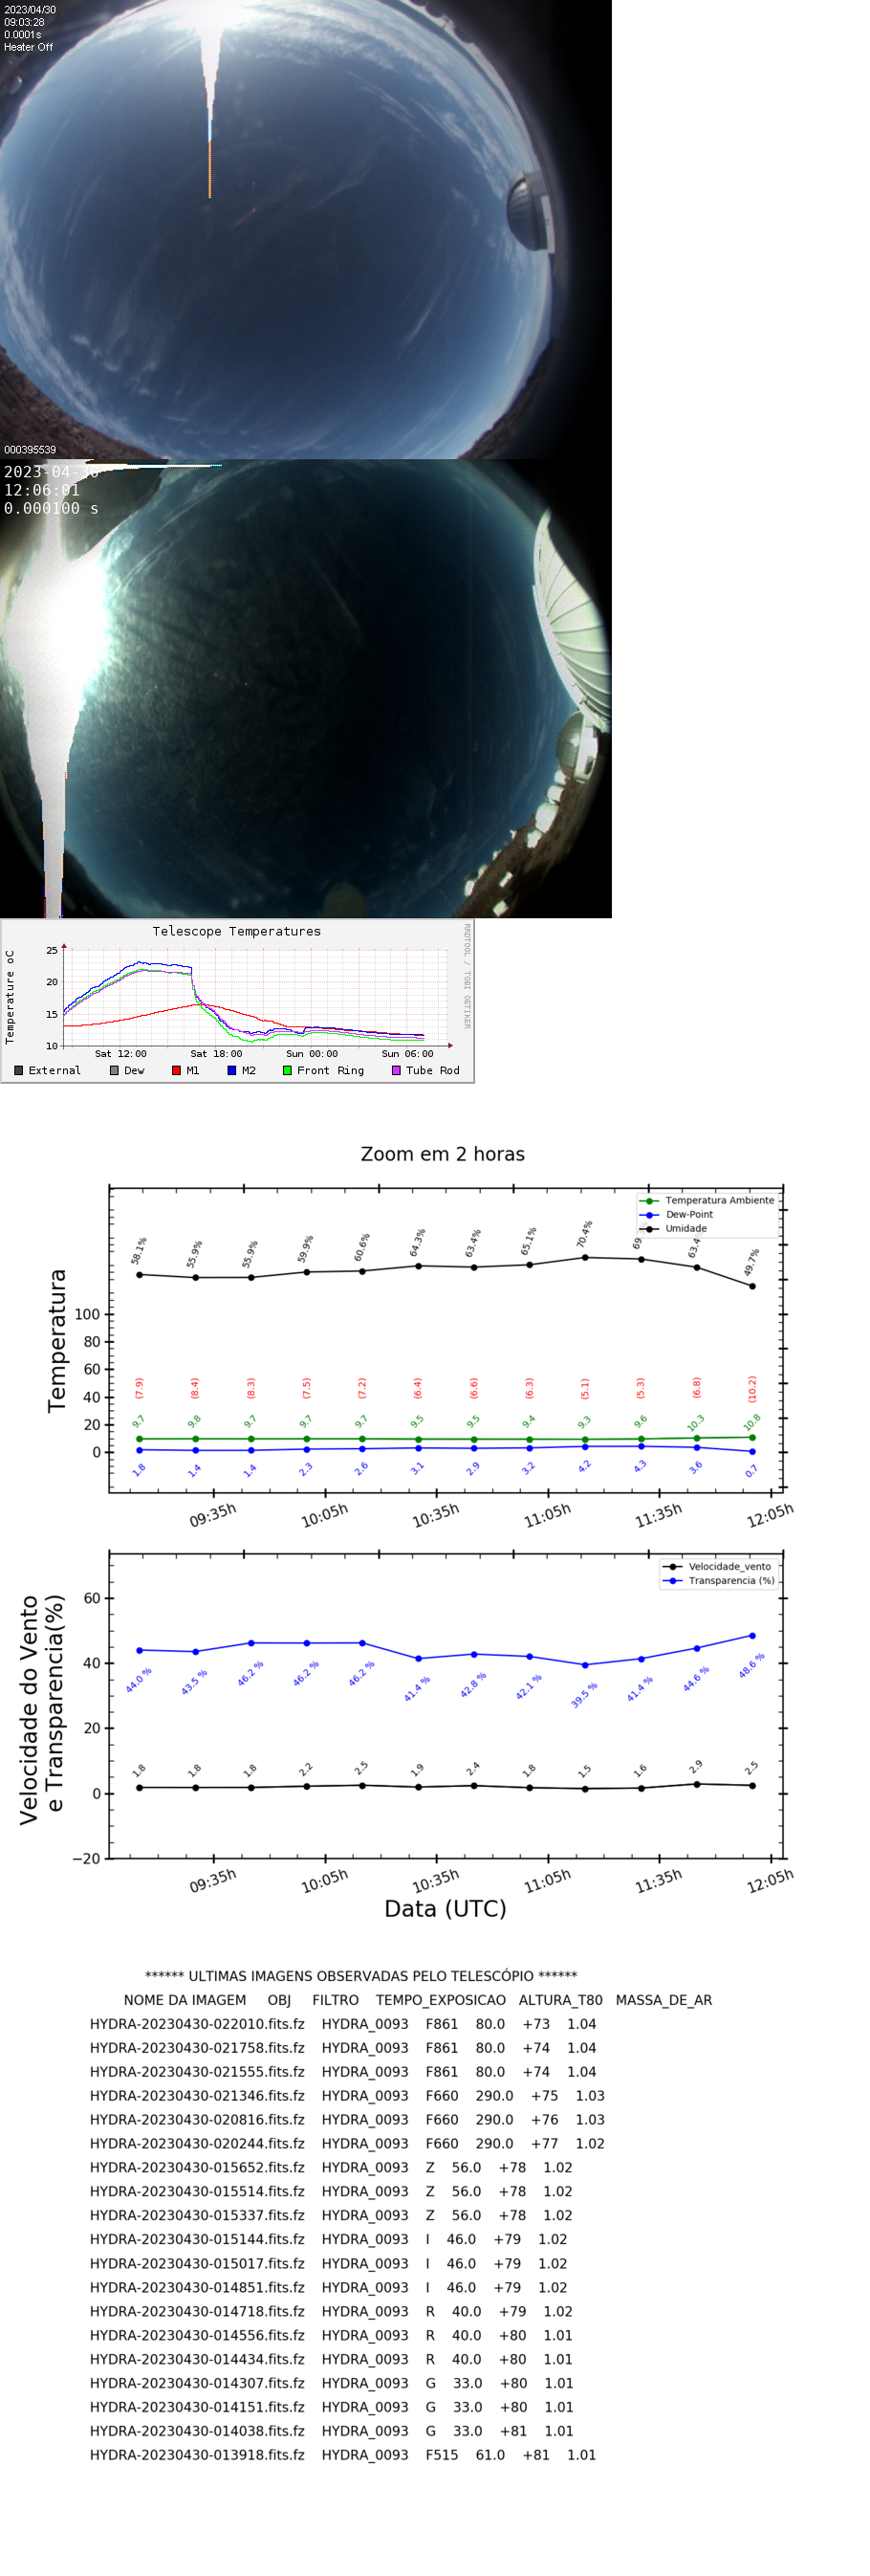 2023/04/30
09:03:28
0.0001s
Heater Off
000395539
2023-04-30
12:06:01
0.000100 s
Telescope Temperatures
RRDTOOL / TOBI OETIKER
Temperature oC
25
20
15
10
Sat 12:00 Sat 18:00 Sun 00:00 Sun 06:00
External Dew M1 M2 Front Ring Tube Rod
Zoom em 2 horas
Temperatura Ambiente
Dew-Point
Umidade
58.1% 55.9% 55.9% 59.9% 60.6% 64.3% 63.4% 65.1% 70.4% 69. 63.4 49.7%
Temperatura
100
80
60
40
20
0
(7.9) (8.4) (8.3) (7.5) (7.2) (6.4) (6.6) (6.3) (5.1) (5.3) (6.8) (10.2)
9.7 9.8 9.7 9.7 9.7 9.5 9.5 9.4 9.3 9.6 10.3 10.8
1.8 1.4 1.4 2.3 2.6 3.1 2.9 3.2 4.2 4.3 3.6 0.7
09:35h 10:05h 10:35h 11:05h 11:35h 12:05h
Velocidade_vento
Transparencia (%)
Velocidade do Vento
e Transparencia(%)
60
40
20
0
−20
44.0 % 43.5 % 46.2 % 46.2 % 46.2 % 41.4 % 42.8 % 42.1 % 39.5 % 41.4 % 44.6 % 48.6 %
1.8 1.8 1.8 2.2 2.5 1.9 2.4 1.8 1.5 1.6 2.9 2.5
09:35h 10:05h 10:35h 11:05h 11:35h 12:05h
Data (UTC)
****** ULTIMAS IMAGENS OBSERVADAS PELO TELESCÓPIO ******
NOME DA IMAGEM OBJ FILTRO TEMPO_EXPOSICAO ALTURA_T80 MASSA_DE_AR
HYDRA-20230430-022010.fits.fz HYDRA_0093 F861 80.0 +73 1.04
HYDRA-20230430-021758.fits.fz HYDRA_0093 F861 80.0 +74 1.04
HYDRA-20230430-021555.fits.fz HYDRA_0093 F861 80.0 +74 1.04
HYDRA-20230430-021346.fits.fz HYDRA_0093 F660 290.0 +75 1.03
HYDRA-20230430-020816.fits.fz HYDRA_0093 F660 290.0 +76 1.03
HYDRA-20230430-020244.fits.fz HYDRA_0093 F660 290.0 +77 1.02
HYDRA-20230430-015652.fits.fz HYDRA_0093 Z 56.0 +78 1.02
HYDRA-20230430-015514.fits.fz HYDRA_0093 Z 56.0 +78 1.02
HYDRA-20230430-015337.fits.fz HYDRA_0093 Z 56.0 +78 1.02
HYDRA-20230430-015144.fits.fz HYDRA_0093 I 46.0 +79 1.02
HYDRA-20230430-015017.fits.fz HYDRA_0093 I 46.0 +79 1.02
HYDRA-20230430-014851.fits.fz HYDRA_0093 I 46.0 +79 1.02
HYDRA-20230430-014718.fits.fz HYDRA_0093 R 40.0 +79 1.02
HYDRA-20230430-014556.fits.fz HYDRA_0093 R 40.0 +80 1.01
HYDRA-20230430-014434.fits.fz HYDRA_0093 R 40.0 +80 1.01
HYDRA-20230430-014307.fits.fz HYDRA_0093 G 33.0 +80 1.01
HYDRA-20230430-014151.fits.fz HYDRA_0093 G 33.0 +80 1.01
HYDRA-20230430-014038.fits.fz HYDRA_0093 G 33.0 +81 1.01
HYDRA-20230430-013918.fits.fz HYDRA_0093 F515 61.0 +81 1.01